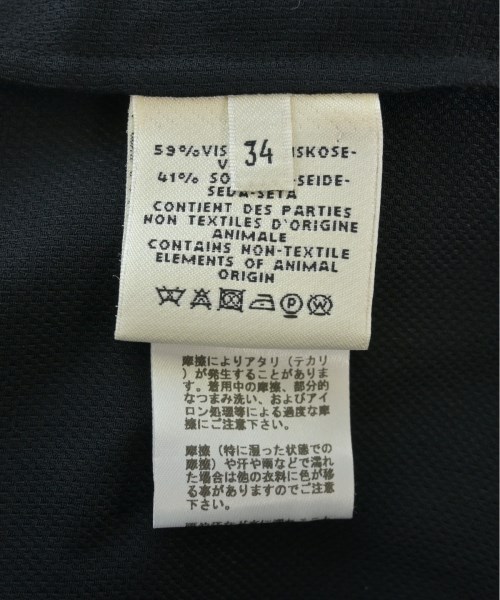 34
59% VIS ISKOSE-
V
41% SO -SEIDE-
SEDA-SETA
CONTIENT DES PARTIES
NON TEXTILES D'ORIGINE
ANIMALE
CONTAINS NON-TEXTILE
ELEMENTS OF ANIMAL
ORIGIN
P W
摩擦によりアタリ(テカリ
)が発生することがありま
す。着用中の摩擦、部分的
なつまみ洗い、およびアイ
ロン処理等による過度な摩
擦にご注意下さい。
摩擦(特に湿った状態での
摩擦)や汗や雨などで濡れ
た場合は他の衣料に色が移
る事がありますのでご注意
下さい。